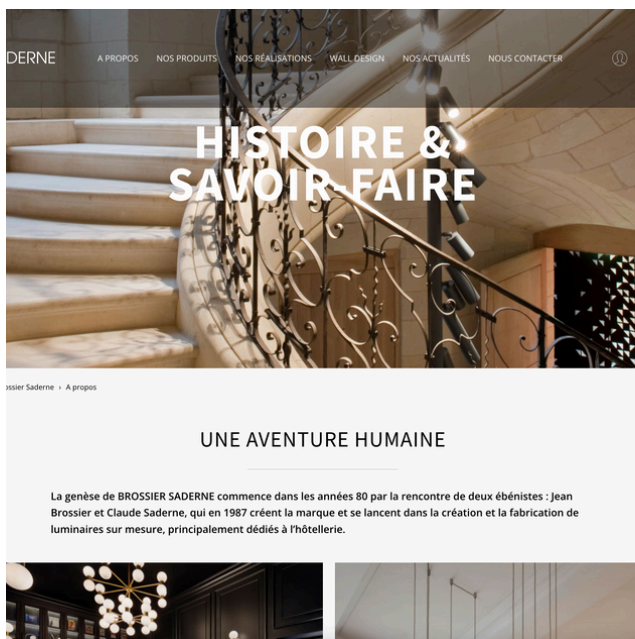 DERNE
A PROPOS NOS PRODUITS NOS RÉALISATIONS WALL DESIGN NOS ACTUALITÉS NOUS CONTACTER
HISTOIRE &
SAVOIR-FAIRE
ossier Saderne › A propos
UNE AVENTURE HUMAINE
La genèse de BROSSIER SADERNE commence dans les années 80 par la rencontre de deux ébénistes : Jean
Brossier et Claude Saderne, qui en 1987 créent la marque et se lancent dans la création et la fabrication de
luminaires sur mesure, principalement dédiés à l’hôtellerie.